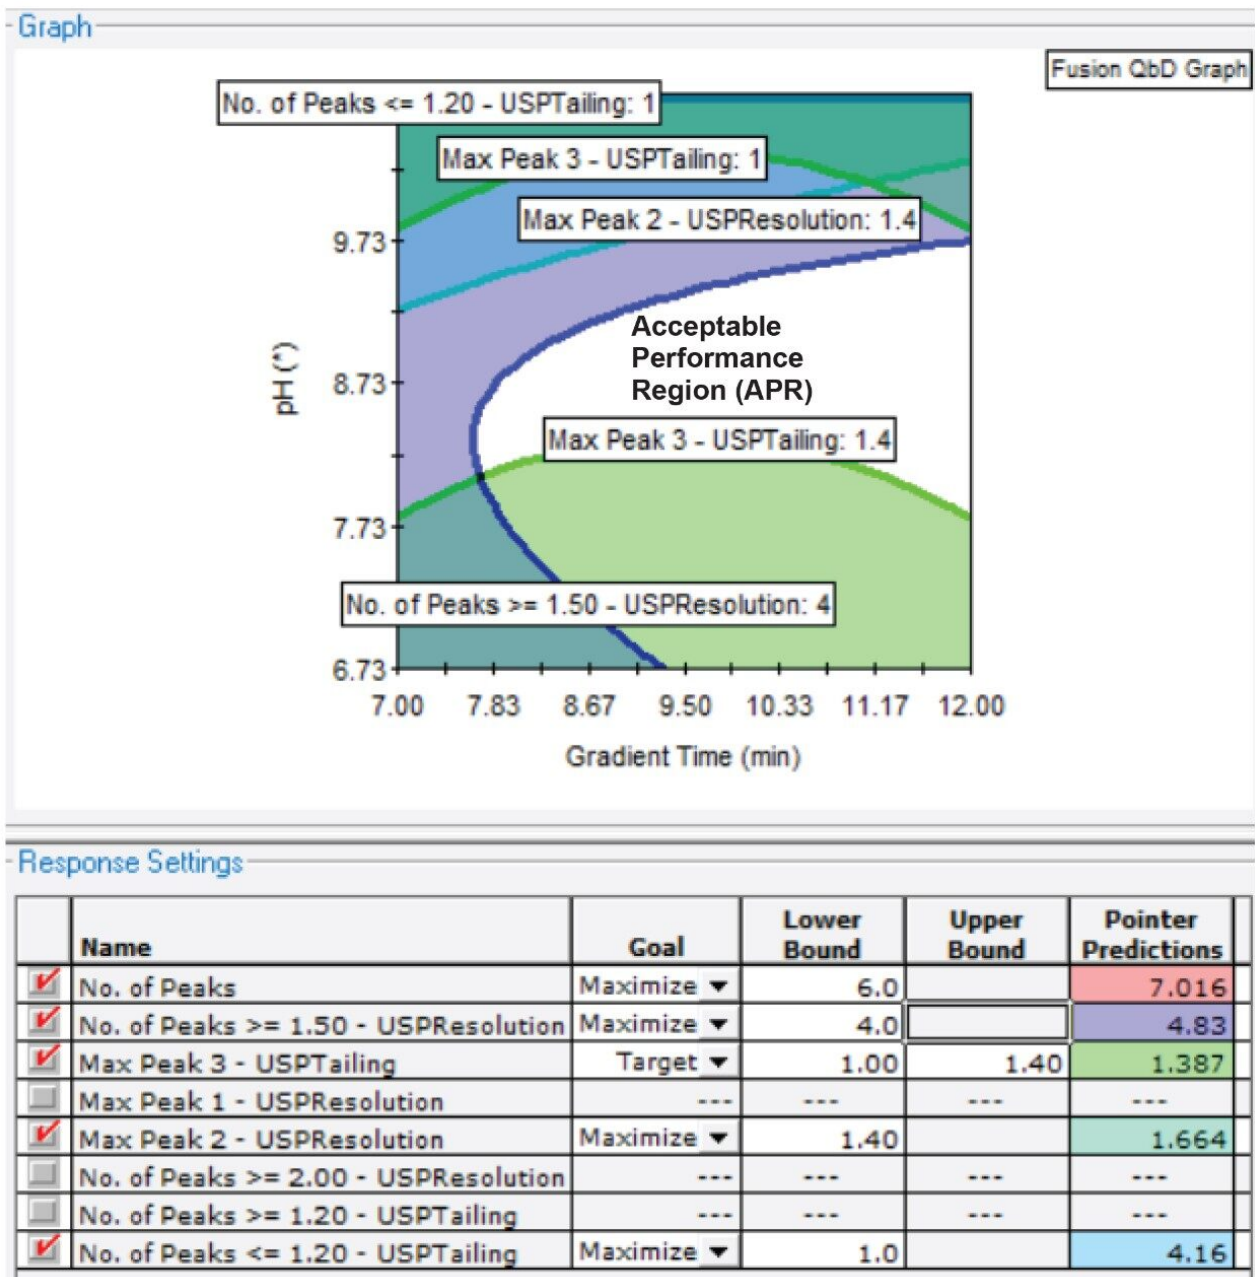 Graph
Fusion QbD Graph
No. of Peaks <= 1.20 - USPTailing: 1
Max Peak 3 - USPTailing: 1
Max Peak 2 - USPResolution: 1.4
9.73
Acceptable
Performance
Region (APR)
pH (*)
8.73
Max Peak 3 - USPTailing: 1.4
7.73
No. of Peaks >= 1.50 - USPResolution: 4
6.73
7.00 7.83 8.67 9.50 10.33 11.17 12.00
Gradient Time (min)
Response Settings
Name Goal Lower Bound Upper Bound Pointer Predictions
No. of Peaks Maximize 6.0 7.016
No. of Peaks >= 1.50 - USPResolution Maximize 4.0 4.83
Max Peak 3 - USPTailing Target 1.00 1.40 1.387
Max Peak 1 - USPResolution --- --- --- ---
Max Peak 2 - USPResolution Maximize 1.40 1.664
No. of Peaks >= 2.00 - USPResolution --- --- --- ---
No. of Peaks >= 1.20 - USPTailing --- --- --- ---
No. of Peaks <= 1.20 - USPTailing Maximize 1.0 4.16